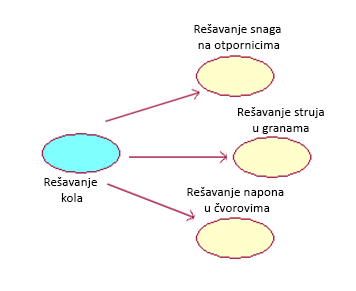 Rešavanje snaga
na otpornicima
Rešavanje struja
u granama
Rešavanje
kola
Rešavanje napona
u čvorovima